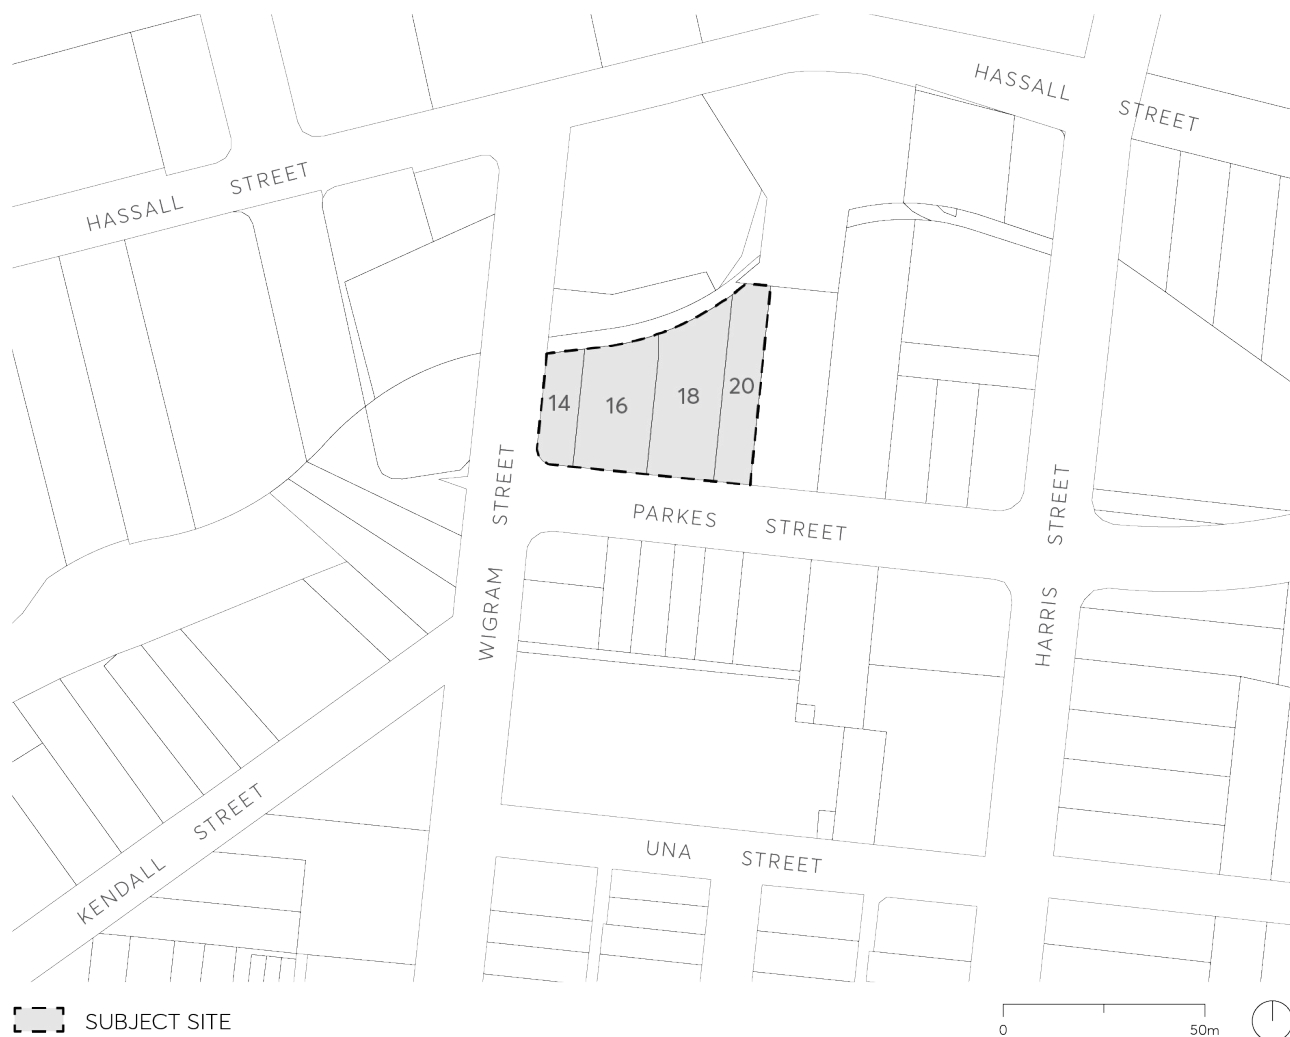 HASSALL STREET
HASSALL STREET
14
16
18
20
WIGRAM STREET
PARKES STREET
HARRIS STREET
UNA STREET
KENDALL STREET
SUBJECT SITE
0
50m